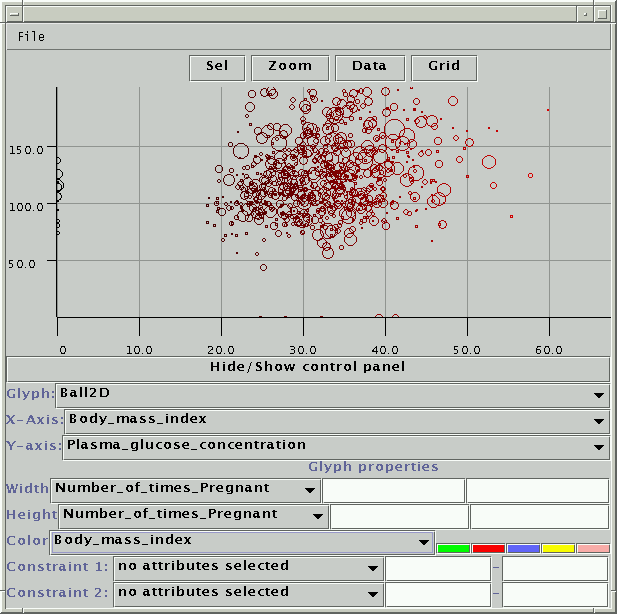 File
Sel Zoom Data Grid
150.0
100.0
50.0
0 10.0 20.0 30.0 40.0 50.0 60.0
Hide/Show control panel
Glyph: Ball2D
X-Axis: Body_mass_index
Y-axis: Plasma_glucose_concentration
Glyph properties
Width Number_of_times_Pregnant
Height Number_of_times_Pregnant
Color Body_mass_index
Constraint 1: no attributes selected –
Constraint 2: no attributes selected –